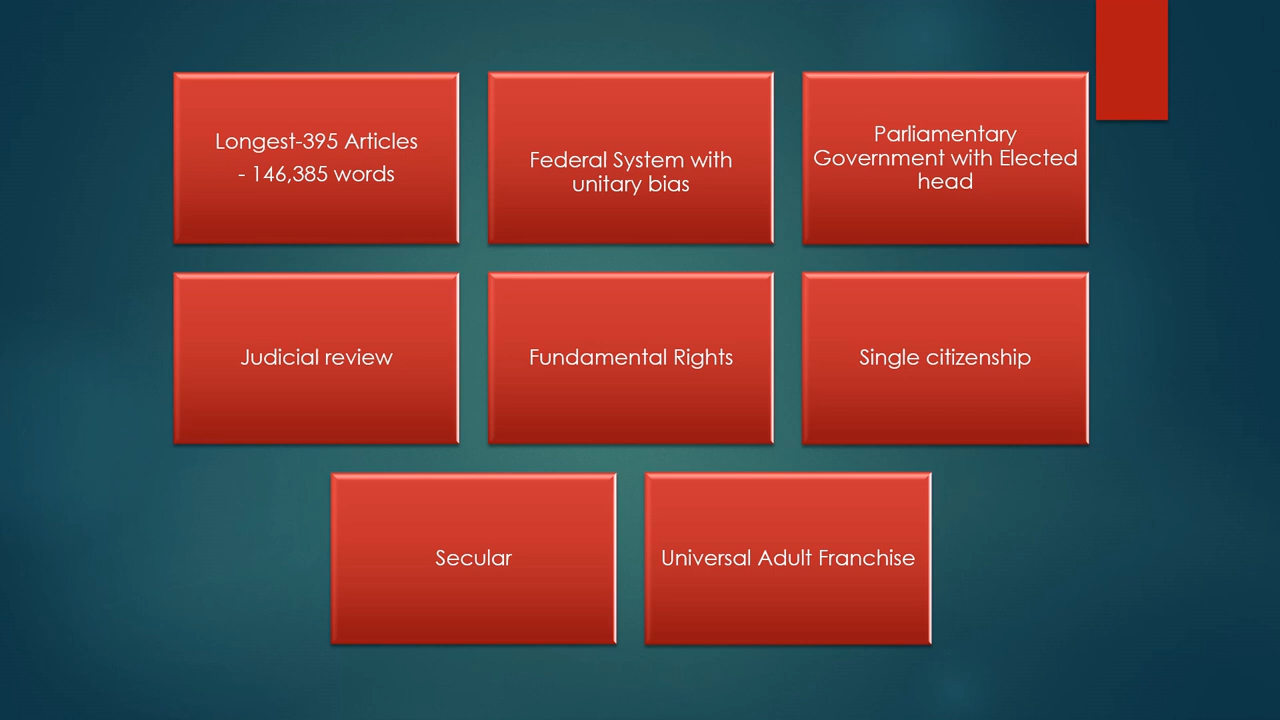 Longest-395 Articles
- 146,385 words
Federal System with
unitary bias
Parliamentary
Government with Elected
head
Judicial review
Fundamental Rights
Single citizenship
Secular
Universal Adult Franchise